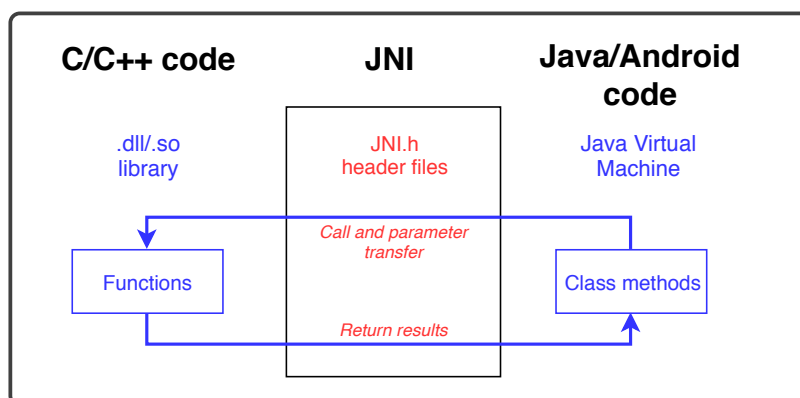 C/C++ code
JNI
Java/Android
code
.dll/.so
library
JNI.h
header files
Java Virtual
Machine
Call and parameter
transfer
Functions
Class methods
Return results